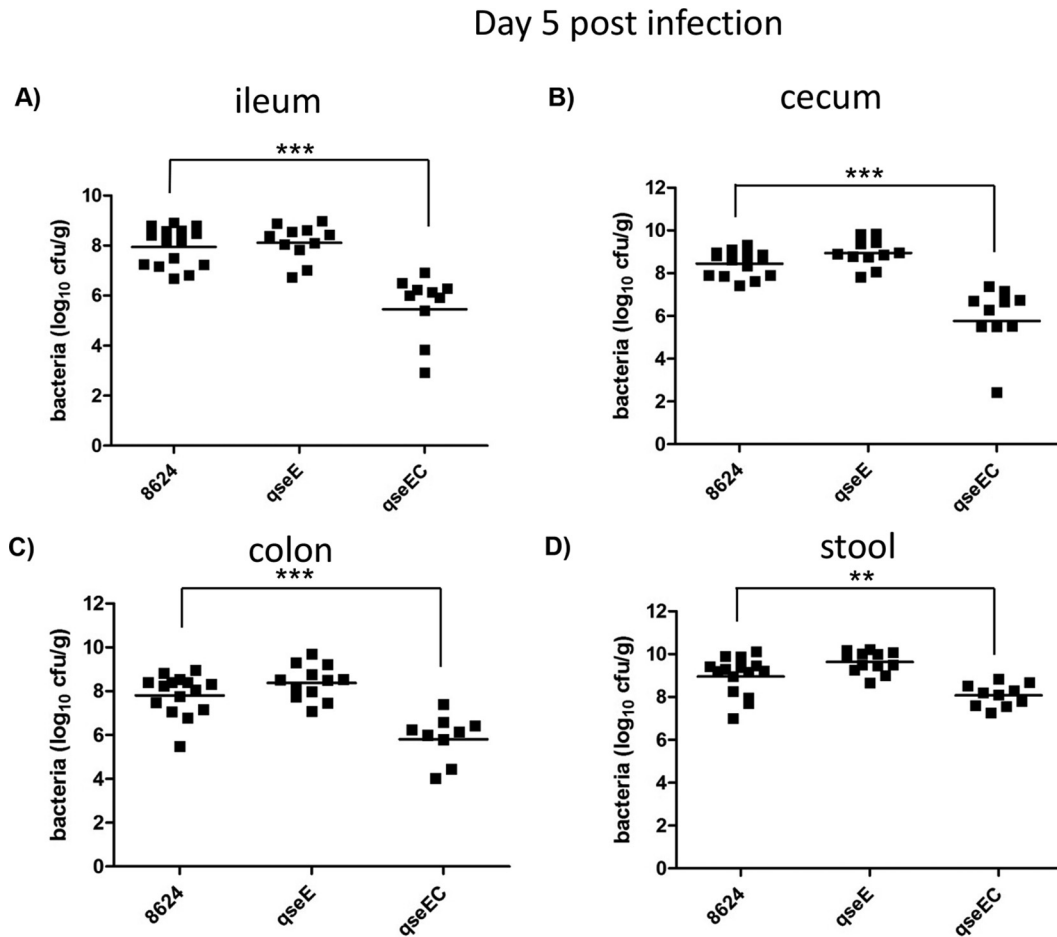 Day 5 post infection
A)
ileum
***
bacteria (log10 cfu/g)
10
8
6
4
2
0
8624
qseE
qseEC
B)
cecum
***
bacteria (log10 cfu/g)
12
10
8
6
4
2
0
8624
qseE
qseEC
C)
colon
***
bacteria (log10 cfu/g)
12
10
8
6
4
2
0
8624
qseE
qseEC
D)
stool
**
bacteria (log10 cfu/g)
12
10
8
6
4
2
0
8624
qseE
qseEC